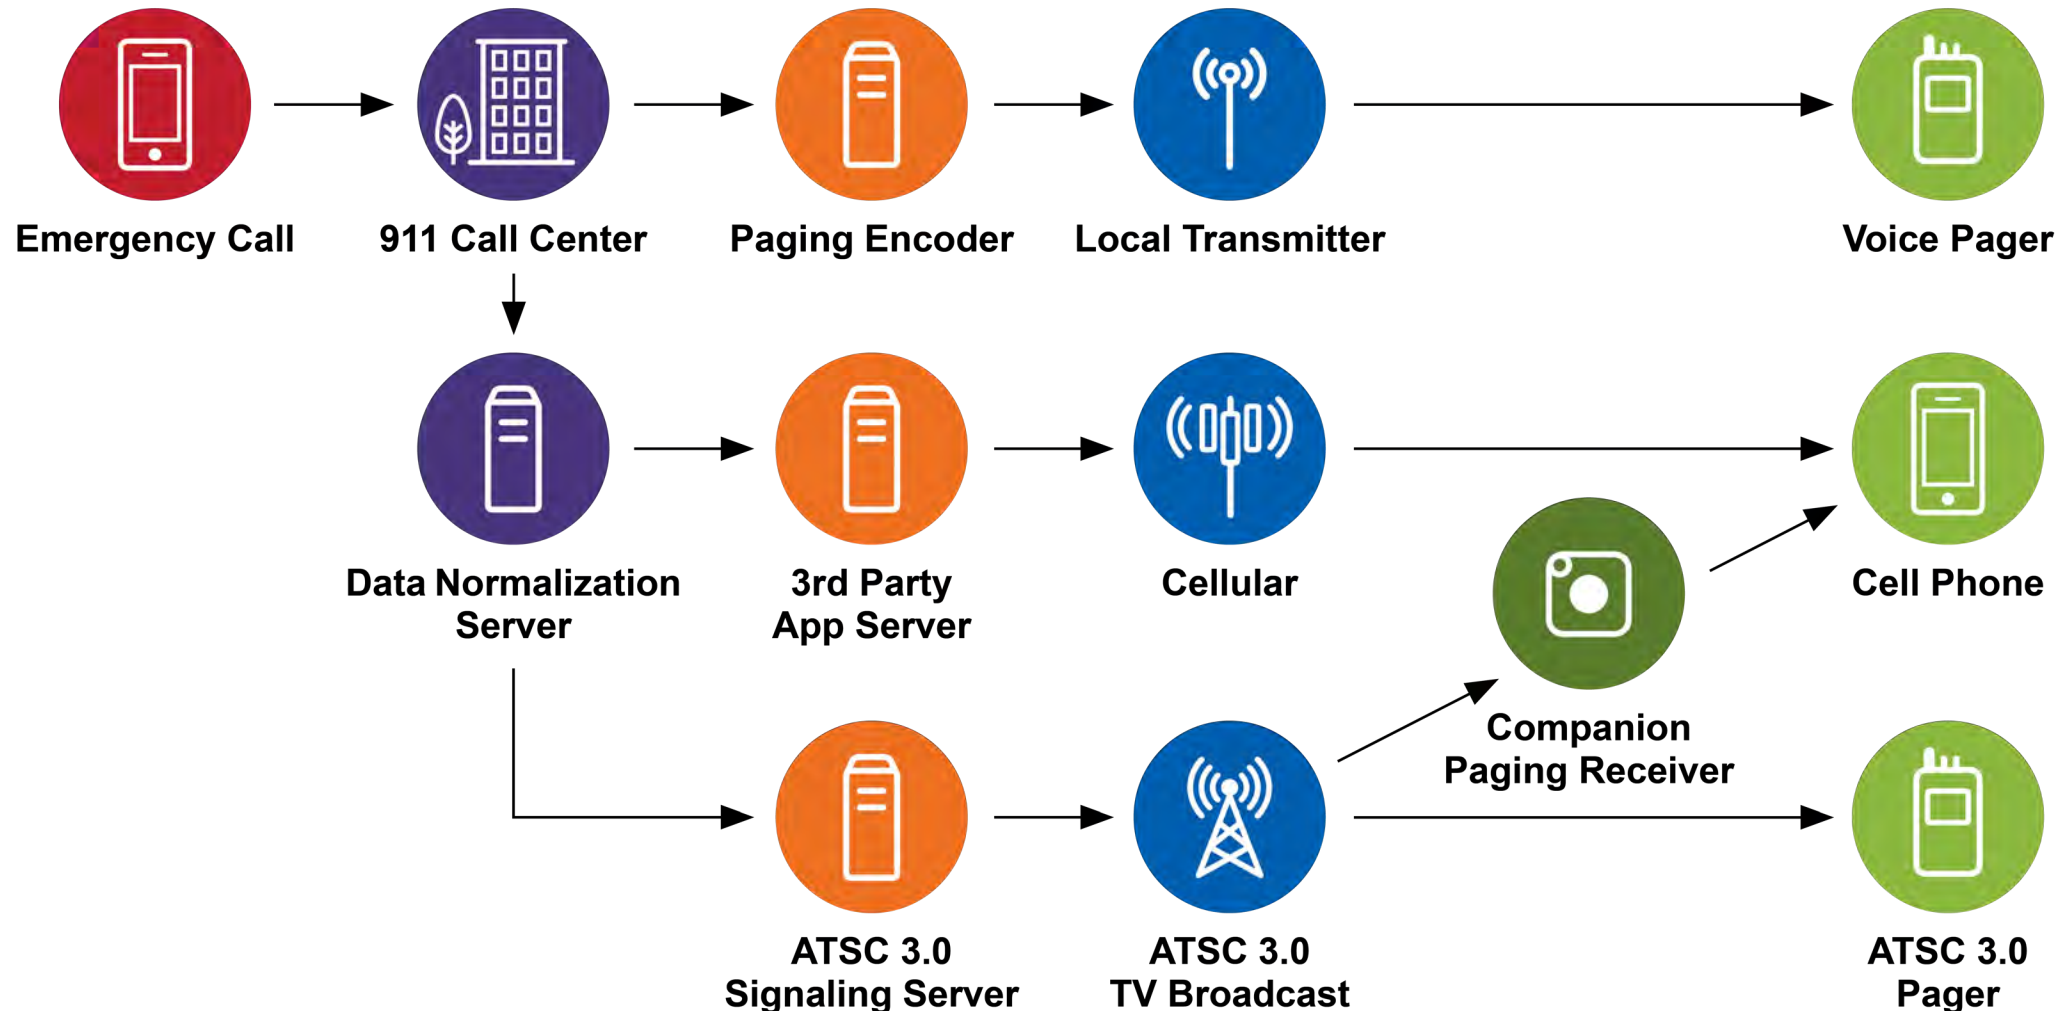 Emergency Call
911 Call Center
Paging Encoder
Local Transmitter
Voice Pager
Data Normalization
Server
3rd Party
App Server
Cellular
Cell Phone
Companion
Paging Receiver
ATSC 3.0
Signaling Server
ATSC 3.0
TV Broadcast
ATSC 3.0
Pager